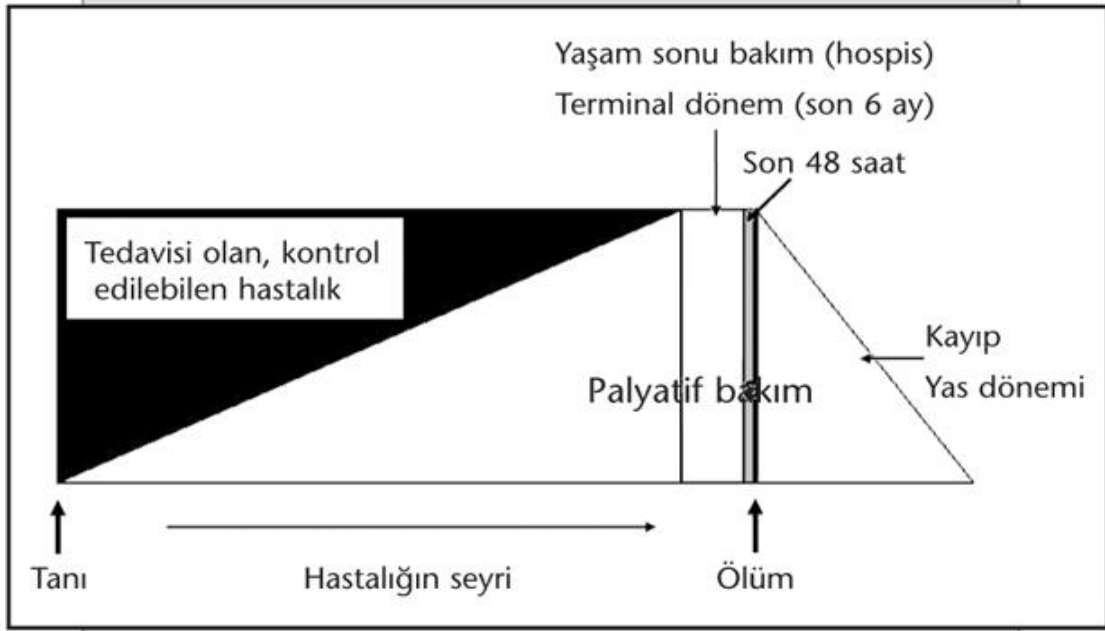 Yaşam sonu bakım (hospis)
Terminal dönem (son 6 ay)
Son 48 saat
Tedavisi olan, kontrol
edilebilen hastalık
Kayıp
Yas dönemi
Palyatif bakım
Tanı
Hastalığın seyri
Ölüm